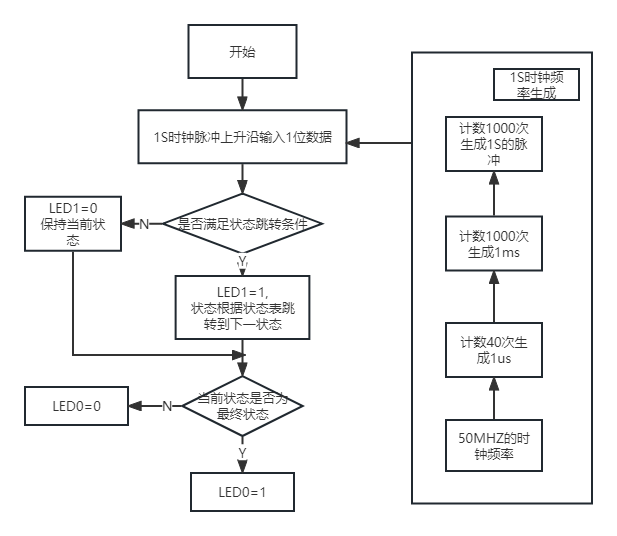 开始
1S时钟脉冲上升沿输入1位数据
是否满足状态跳转条件
N
LED1=0
保持当前状
态
Y
LED1=1,
状态根据状态表跳
转到下一状态
当前状态是否为
最终状态
N
LED0=0
Y
LED0=1
1S时钟频
率生成
计数1000次
生成1S的脉
冲
计数1000次
生成1ms
计数40次生
成1us
50MHZ的时
钟频率